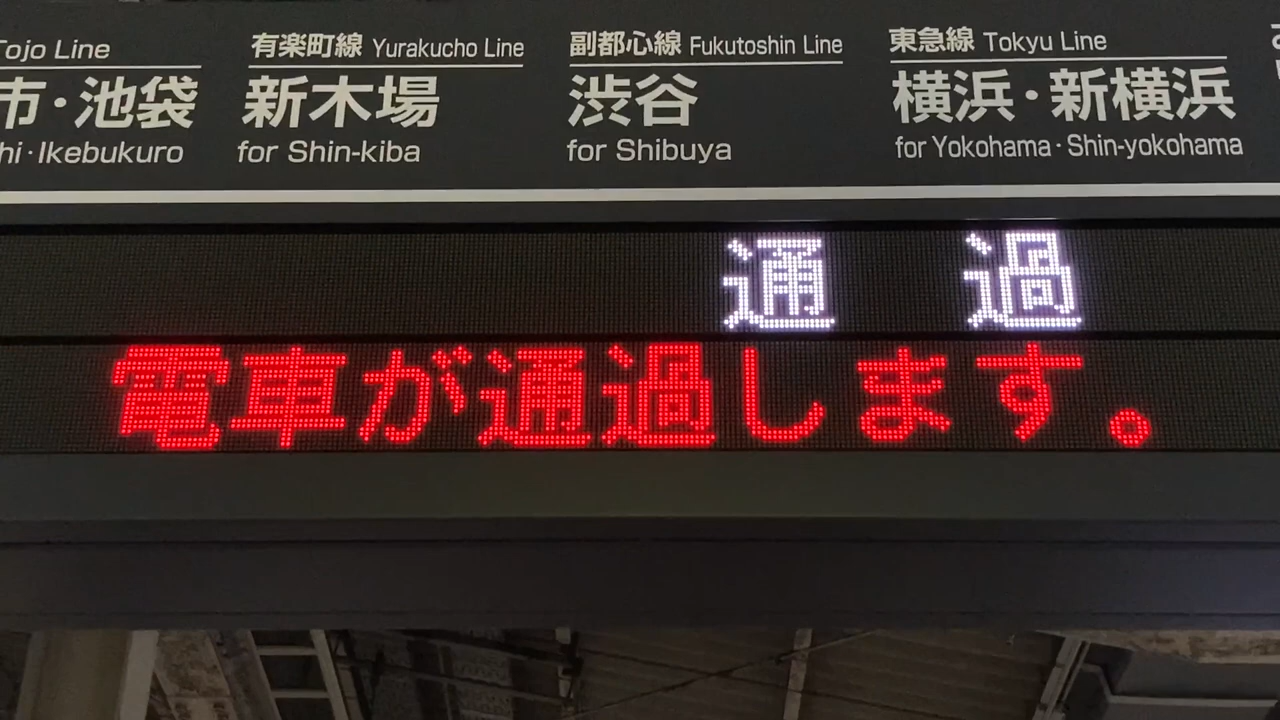 Tojo Line
市・池袋
hi・Ikebukuro
有楽町線 Yurakucho Line
新木場
for Shin-kiba
副都心線 Fukutoshin Line
渋谷
for Shibuya
東急線 Tokyu Line
横浜・新横浜
for Yokohama・Shin-yokohama
通過
電車が通過します。